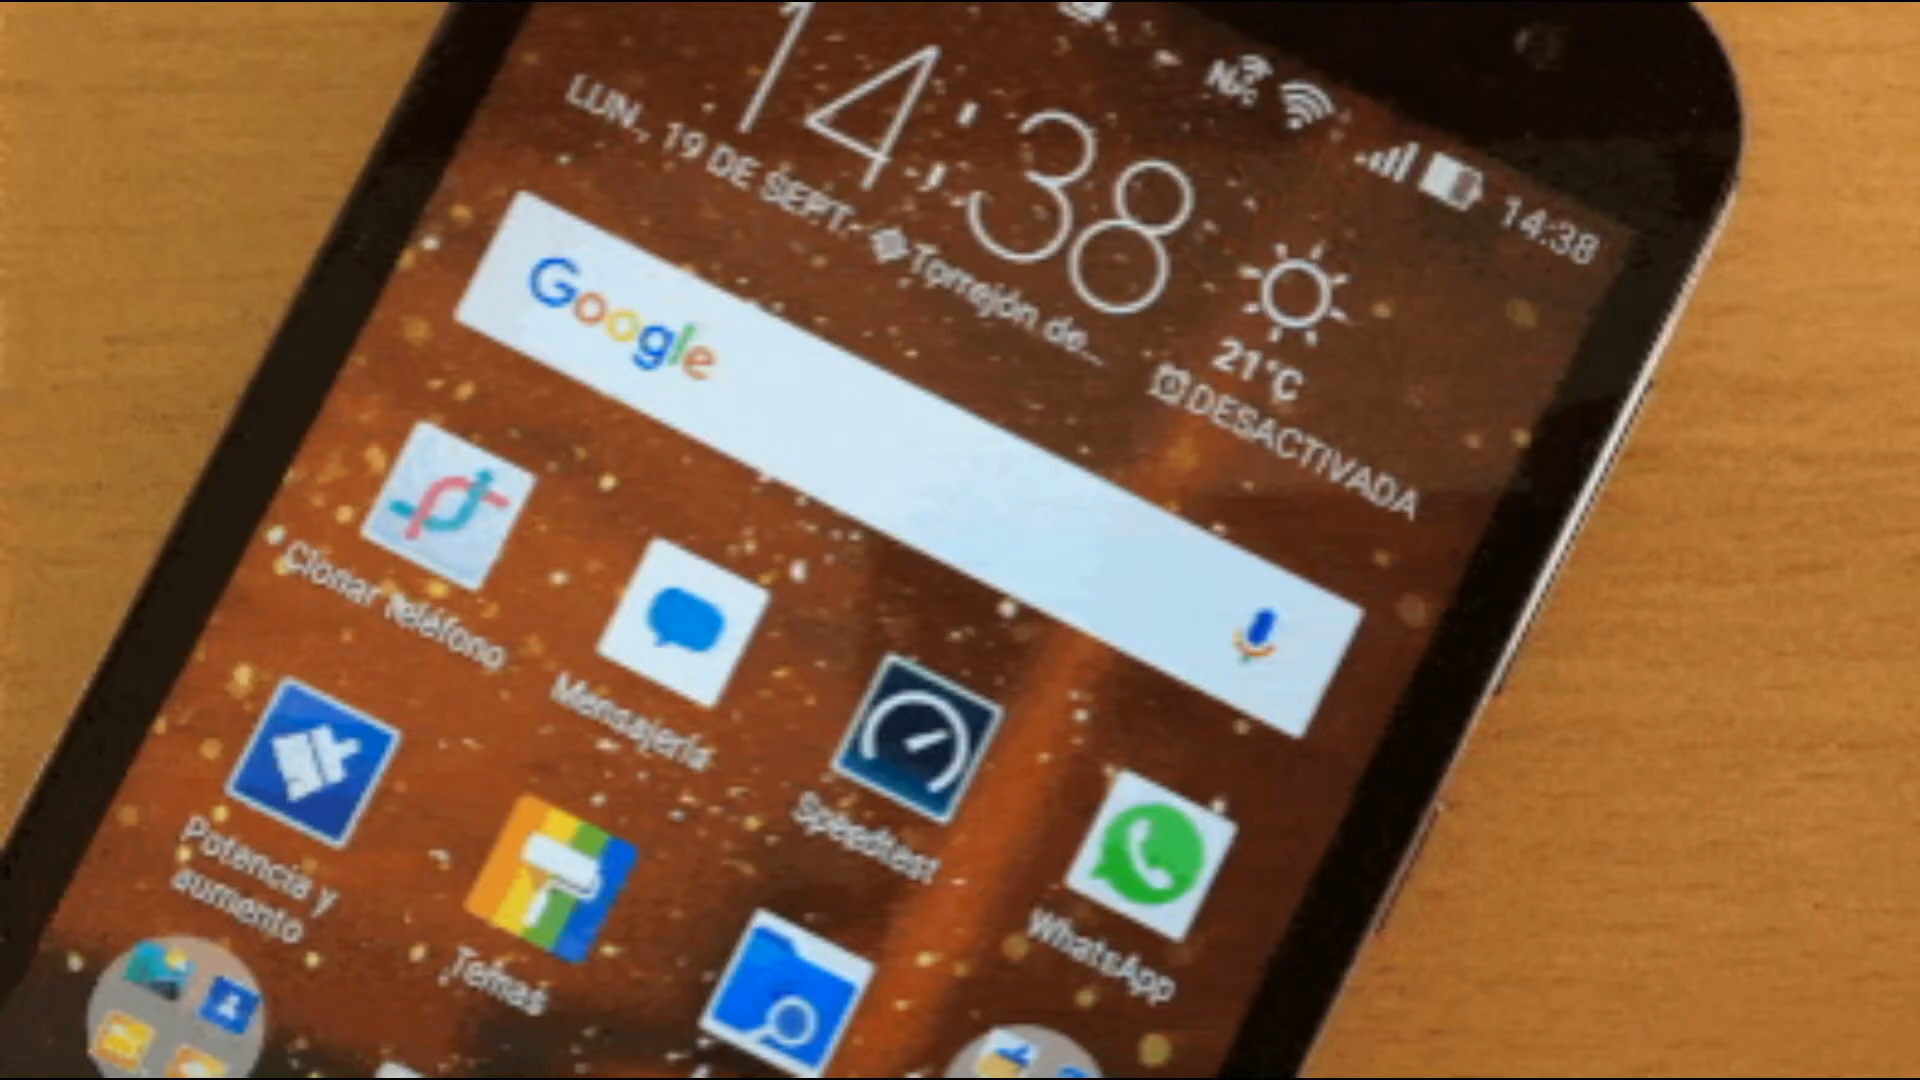 14:38
14:38
LUN., 19 DE SEPT. Torrejón de...
21°C
DESACTIVADA
Google
Clonar teléfono
Mensajería
Speedtest
WhatsApp
Potencia y
aumento
Temas